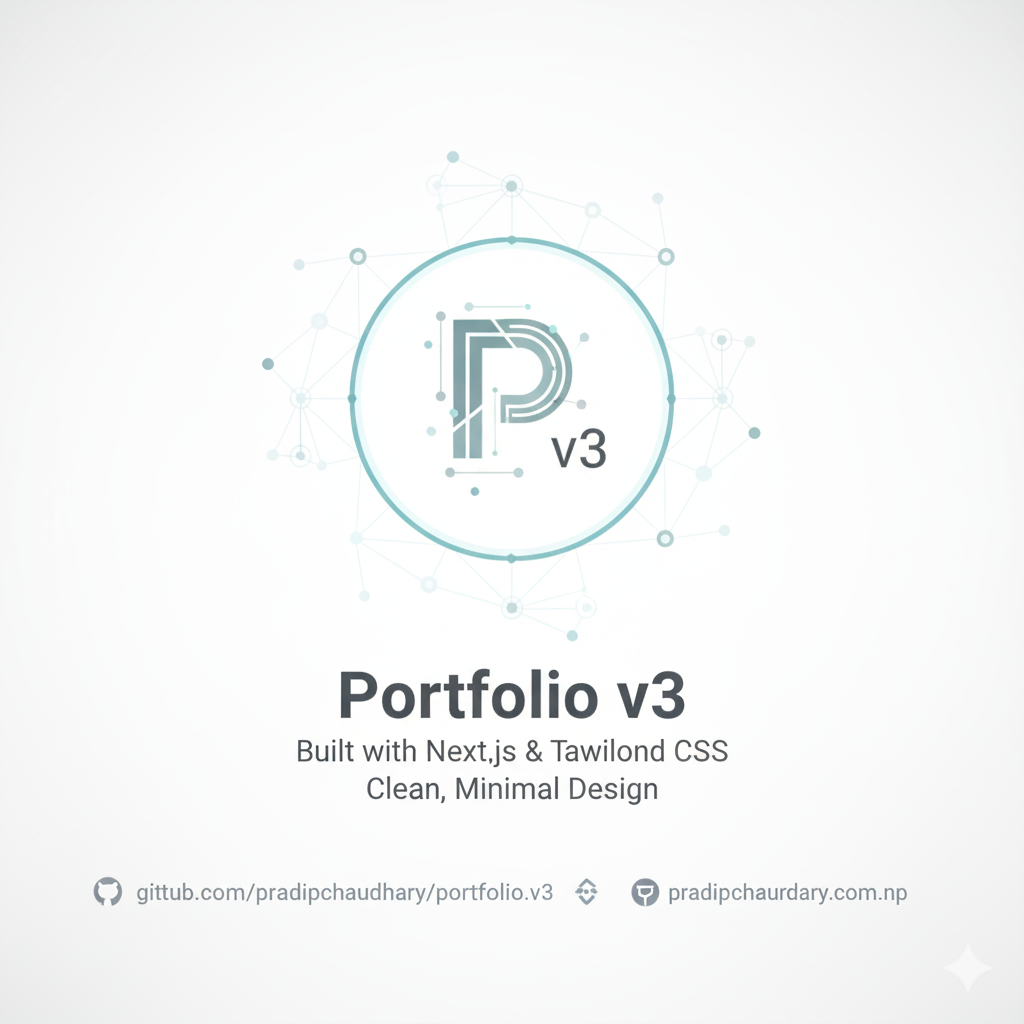 P
v3
Portfolio v3
Built with Next,js & Tawilond CSS
Clean, Minimal Design
gittub.com/pradipchaudhary/portfolio.v3 pradipchaurdary.com.np